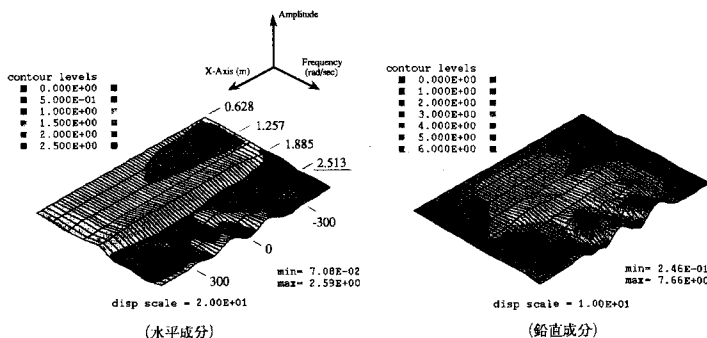 Amplitude
X-Axis (m)
Frequency
(rad/sec)
contour levels
0.000E+00
5.000E-01
1.000E+00
1.500E+00
2.000E+00
2.500E+00
0.628
1.257
1.885
2.513
-300
0
300
min= 7.08E-02
max= 2.59E+00
disp scale = 2.00E+01
(水平成分)
contour levels
0.000E+00
1.000E+00
2.000E+00
3.000E+00
4.000E+00
5.000E+00
6.000E+00
min= 2.46E-01
max= 7.66E+00
disp scale = 1.00E+01
(鉛直成分)